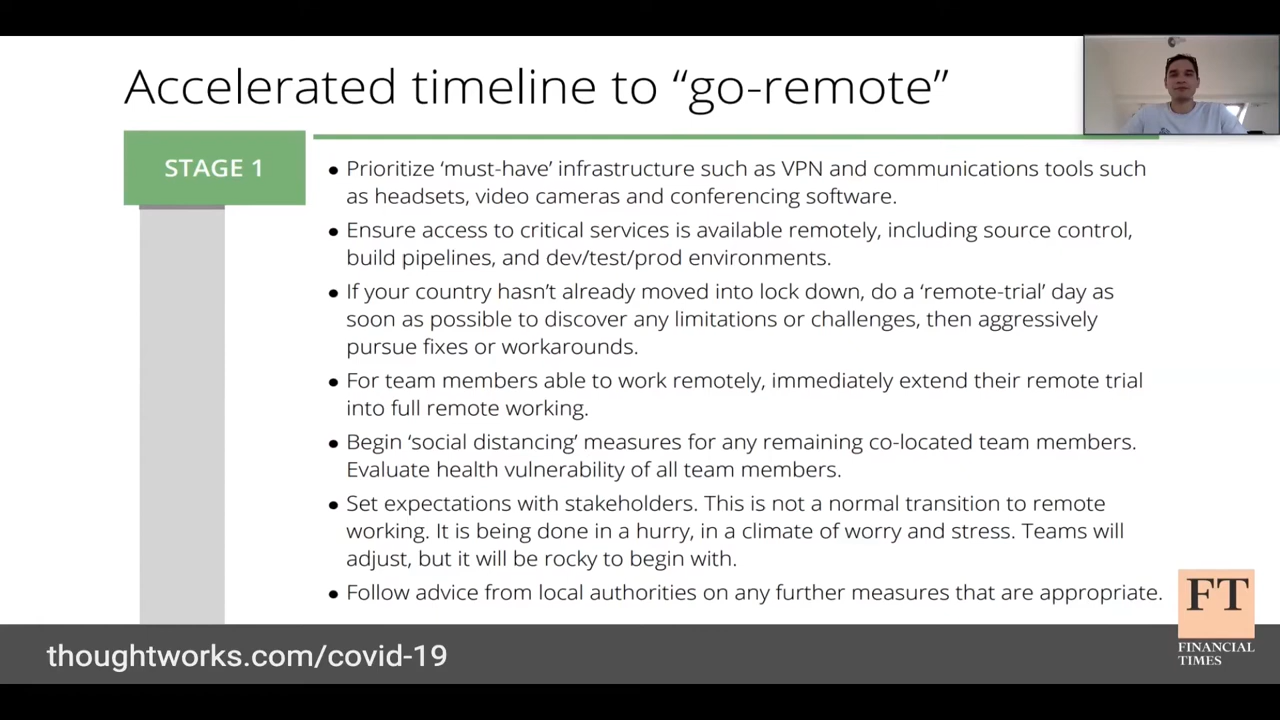 Accelerated timeline to “go-remote”
STAGE 1
● Prioritize ‘must-have’ infrastructure such as VPN and communications tools such
as headsets, video cameras and conferencing software.
● Ensure access to critical services is available remotely, including source control,
build pipelines, and dev/test/prod environments.
● If your country hasn’t already moved into lock down, do a ‘remote-trial’ day as
soon as possible to discover any limitations or challenges, then aggressively
pursue fixes or workarounds.
● For team members able to work remotely, immediately extend their remote trial
into full remote working.
● Begin ‘social distancing’ measures for any remaining co-located team members.
Evaluate health vulnerability of all team members.
● Set expectations with stakeholders. This is not a normal transition to remote
working. It is being done in a hurry, in a climate of worry and stress. Teams will
adjust, but it will be rocky to begin with.
● Follow advice from local authorities on any further measures that are appropriate.
thoughtworks.com/covid-19
FT
FINANCIAL
TIMES